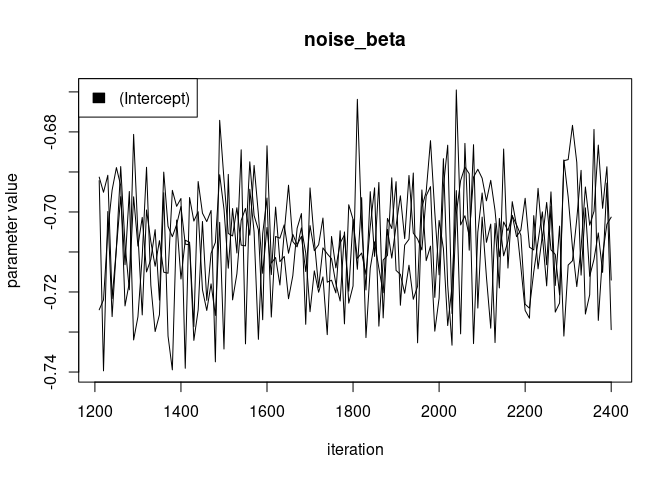 noise_beta
(Intercept)
parameter value
-0.68
-0.70
-0.72
-0.74
1200 1400 1600 1800 2000 2200 2400
iteration